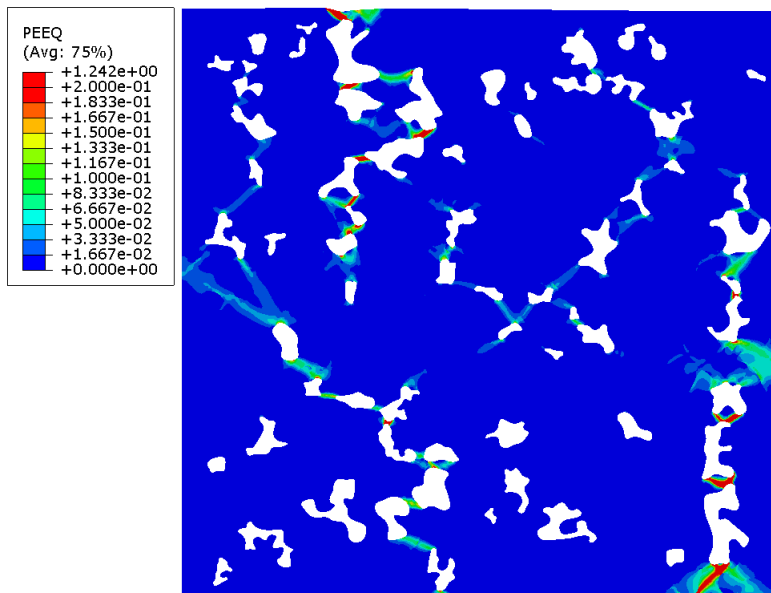 PEEQ
(Avg: 75%)
+1.242e+00
+2.000e-01
+1.833e-01
+1.667e-01
+1.500e-01
+1.333e-01
+1.167e-01
+1.000e-01
+8.333e-02
+6.667e-02
+5.000e-02
+3.333e-02
+1.667e-02
+0.000e+00